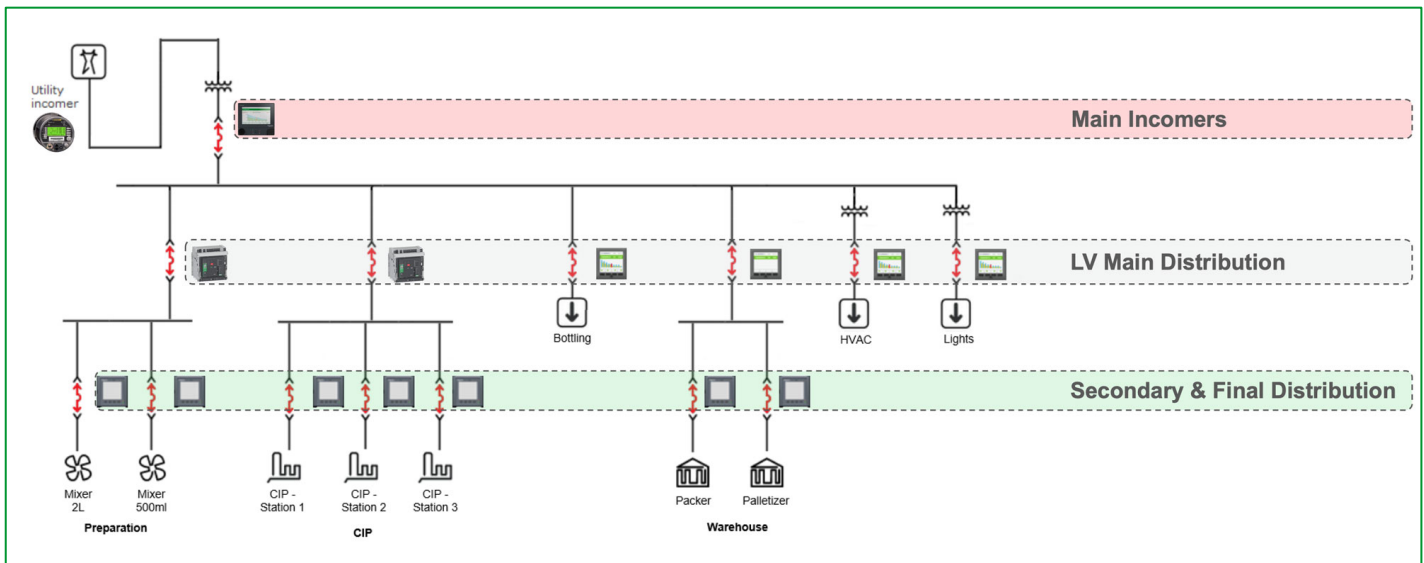 Utility
incomer
Main Incomers
LV Main Distribution
Bottling
HVAC
Lights
Secondary & Final Distribution
Mixer
2L
Mixer
500ml
CIP -
Station 1
CIP -
Station 2
CIP -
Station 3
Packer
Palletizer
Preparation
CIP
Warehouse